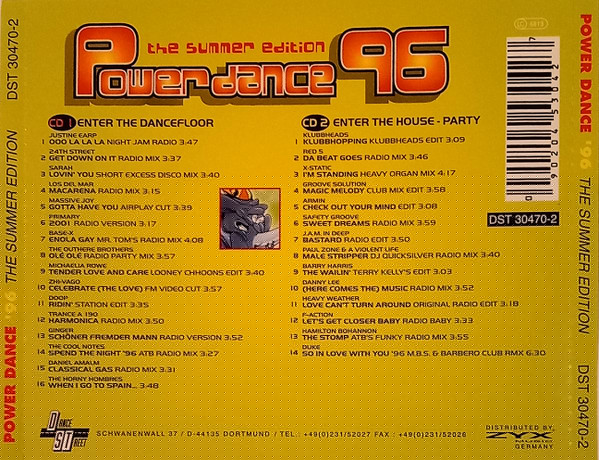 the summer edition
Powerdance 96
LC 6819
CD 1 ENTER THE DANCEFLOOR
JUSTINE EARP
1 OOO LA LA LA NIGHT JAM RADIO 3:47
24TH STREET
2 GET DOWN ON IT RADIO MIX 3:37
SARAH
3 LOVIN' YOU SHORT EXCESS DISCO MIX 3:40
LOS DEL MAR
4 MACARENA RADIO MIX 3:15
MASSIVE JOY
5 GOTTA HAVE YOU AIRPLAY CUT 3:39
PRIMARY
6 2001 RADIO VERSION 3:17
BASE-X
7 ENOLA GAY MR. TOM'S RADIO MIX 4:08
THE OUTHERE BROTHERS
8 OLÉ OLÉ RADIO PARTY MIX 3:57
MICHAELIA ROWE
9 TENDER LOVE AND CARE LOONEY CHHOONS EDIT 3:40
ZHI-VAGO
10 CELEBRATE (THE LOVE) FM VIDEO CUT 3:57
DOOP
11 RIDIN' STATION EDIT 3:35
TRANCE A 190
12 HARMONICA RADIO MIX 3:50
GINGER
13 SCHÖNER FREMDER MANN RADIO VERSION 3:52
THE COOL NOTES
14 SPEND THE NIGHT '96 ATB RADIO MIX 3:27
DANIEL AMALM
15 CLASSICAL GAS RADIO MIX 3:31
THE HORNY HOMBRES
16 WHEN I GO TO SPAIN... 3:48
CD 2 ENTER THE HOUSE - PARTY
KLUBBHEADS
1 KLUBBHOPPING KLUBBHEADS EDIT 3:09
RED 5
2 DA BEAT GOES RADIO MIX 3:46
X-STATIC
3 I'M STANDING HEAVY ORGAN MIX 4:17
GROOVE SOLUTION
4 MAGIC MELODY CLUB MIX EDIT 3:58
ARMIN
5 CHECK OUT YOUR MIND EDIT 3:08
SAFETY GROOVE
6 SWEET DREAMS RADIO MIX 3:59
J.A.M. IN DEEP
7 BASTARD RADIO EDIT 3:50
PAUL ZONE & A VIOLENT LIFE
8 MALE STRIPPER DJ QUICKSILVER RADIO MIX 3:40
BARRY HARRIS
9 THE WAILIN' TERRY KELLY'S EDIT 3:03
DANNY LEE
10 (HERE COMES THE) MUSIC RADIO MIX 3:52
HEAVY WEATHER
11 LOVE CAN'T TURN AROUND ORIGINAL RADIO EDIT 3:18
F-ACTION
12 LET'S GET CLOSER BABY RADIO BABY 3:33
HAMILTON BOHANNON
13 THE STOMP ATB'S FUNKY RADIO MIX 3:55
DUKE
14 SO IN LOVE WITH YOU '96 M.B.S. & BARBERO CLUB RMX 6:30
0 90204 53042 7
DST 30470-2
DANCE STREET
SCHWANENWALL 37 / D-44135 DORTMUND / TEL.: +49(0)231/52027 FAX : +49(0)231/52026
DISTRIBUTED BY
ZYX
MUSIC
GERMANY
POWER DANCE '96 THE SUMMER EDITION DST 30470-2
POWER DANCE '96 THE SUMMER EDITION DST 30470-2